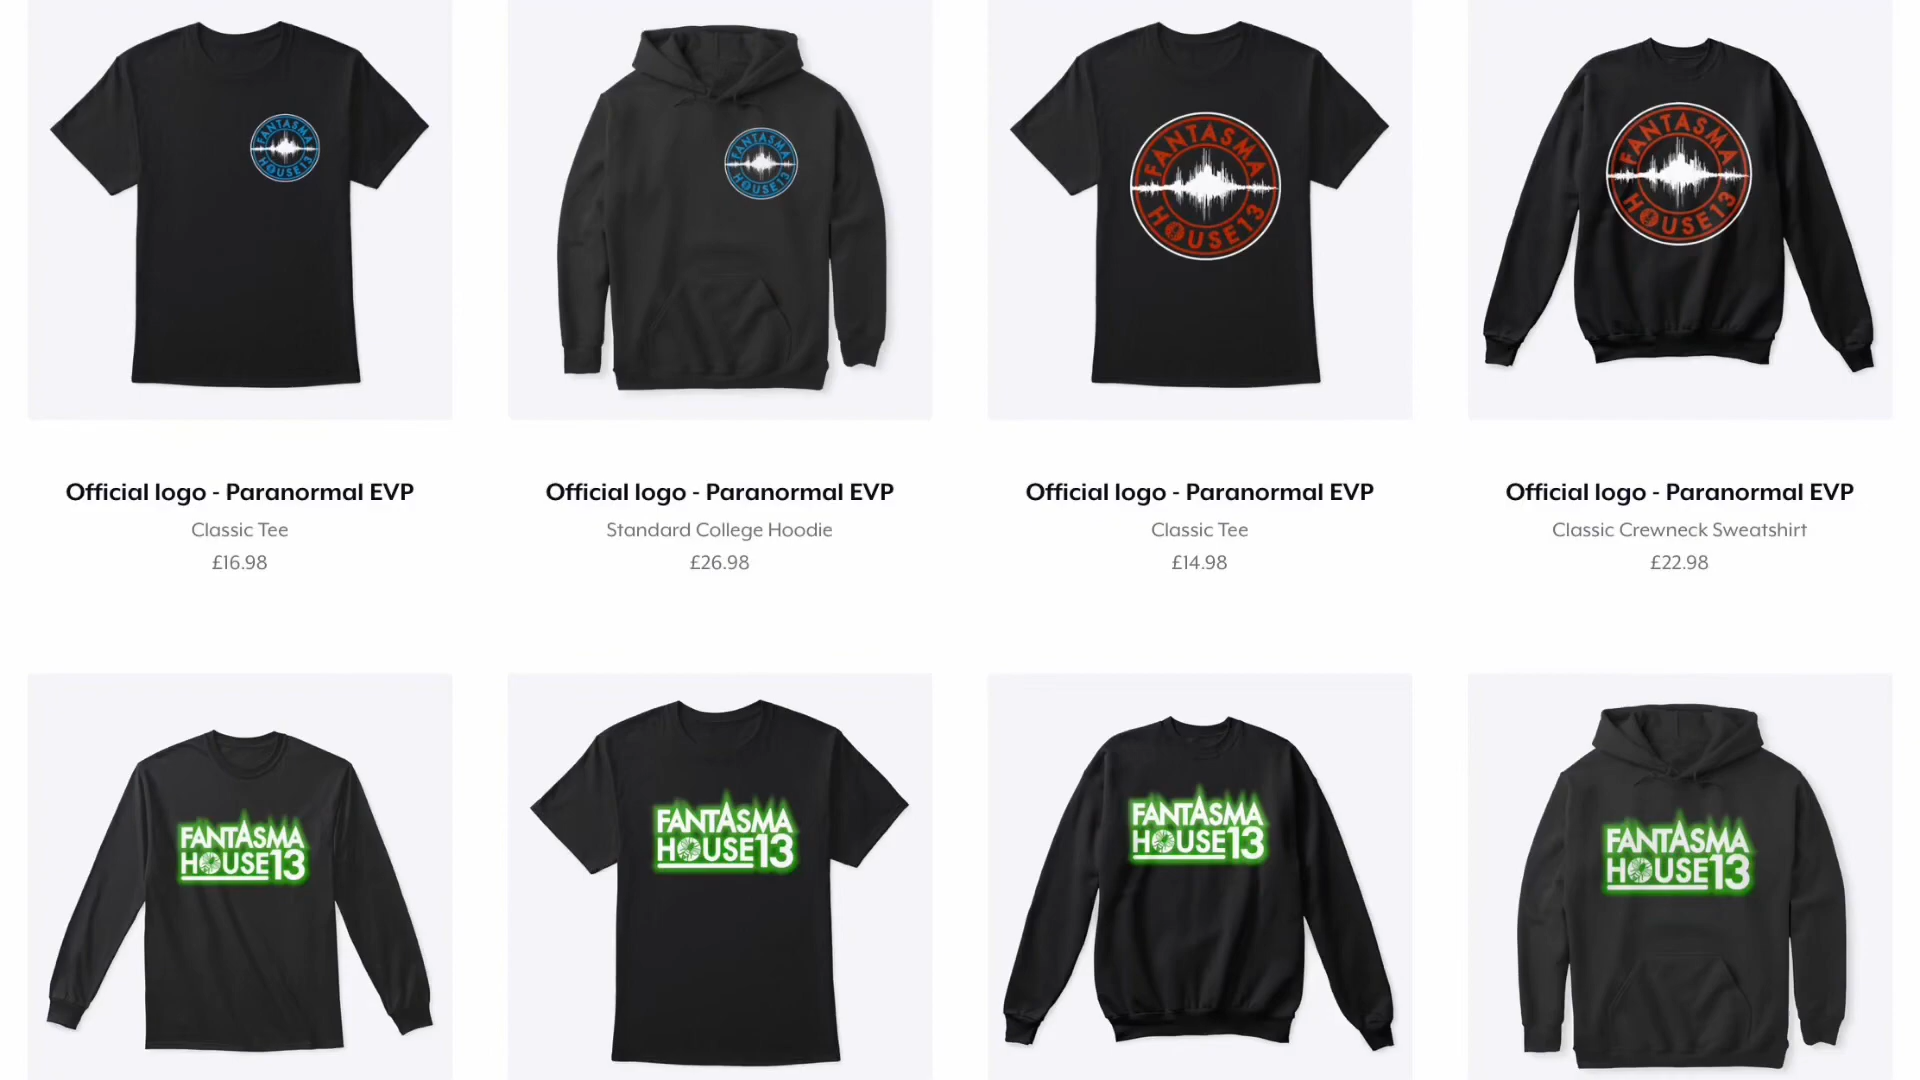 FANTASMA
HOUSE13
FANTASMA
HOUSE13
FANTASMA
HOUSE13
FANTASMA
HOUSE13
Official logo - Paranormal EVP
Classic Tee
£16.98
Official logo - Paranormal EVP
Standard College Hoodie
£26.98
Official logo - Paranormal EVP
Classic Tee
£14.98
Official logo - Paranormal EVP
Classic Crewneck Sweatshirt
£22.98
FANTASMA
HOUSE13
FANTASMA
HOUSE13
FANTASMA
HOUSE13
FANTASMA
HOUSE13